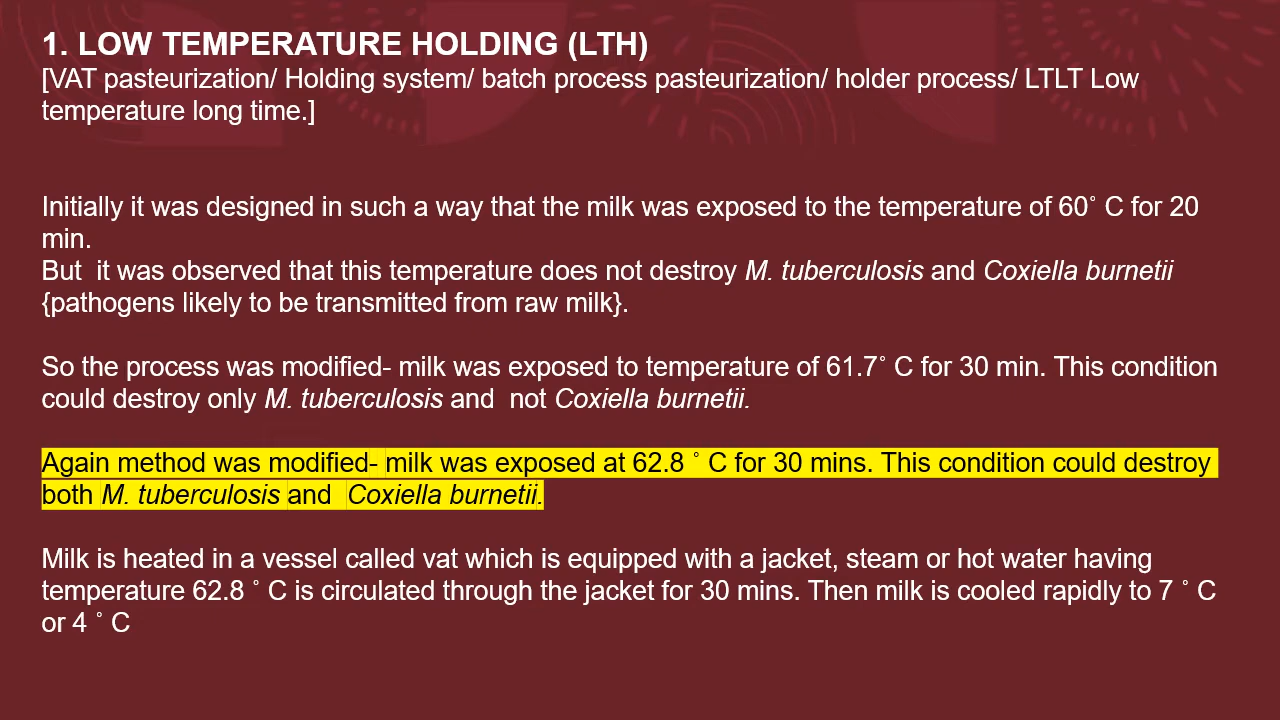 1. LOW TEMPERATURE HOLDING (LTH)
[VAT pasteurization/ Holding system/ batch process pasteurization/ holder process/ LTLT Low
temperature long time.]
Initially it was designed in such a way that the milk was exposed to the temperature of 60˚ C for 20
min.
But  it was observed that this temperature does not destroy M. tuberculosis and Coxiella burnetii
{pathogens likely to be transmitted from raw milk}.
So the process was modified- milk was exposed to temperature of 61.7˚ C for 30 min. This condition
could destroy only M. tuberculosis and  not Coxiella burnetii.
Again method was modified- milk was exposed at 62.8 ˚ C for 30 mins. This condition could destroy
both M. tuberculosis and  Coxiella burnetii.
Milk is heated in a vessel called vat which is equipped with a jacket, steam or hot water having
temperature 62.8 ˚ C is circulated through the jacket for 30 mins. Then milk is cooled rapidly to 7 ˚ C
or 4 ˚ C